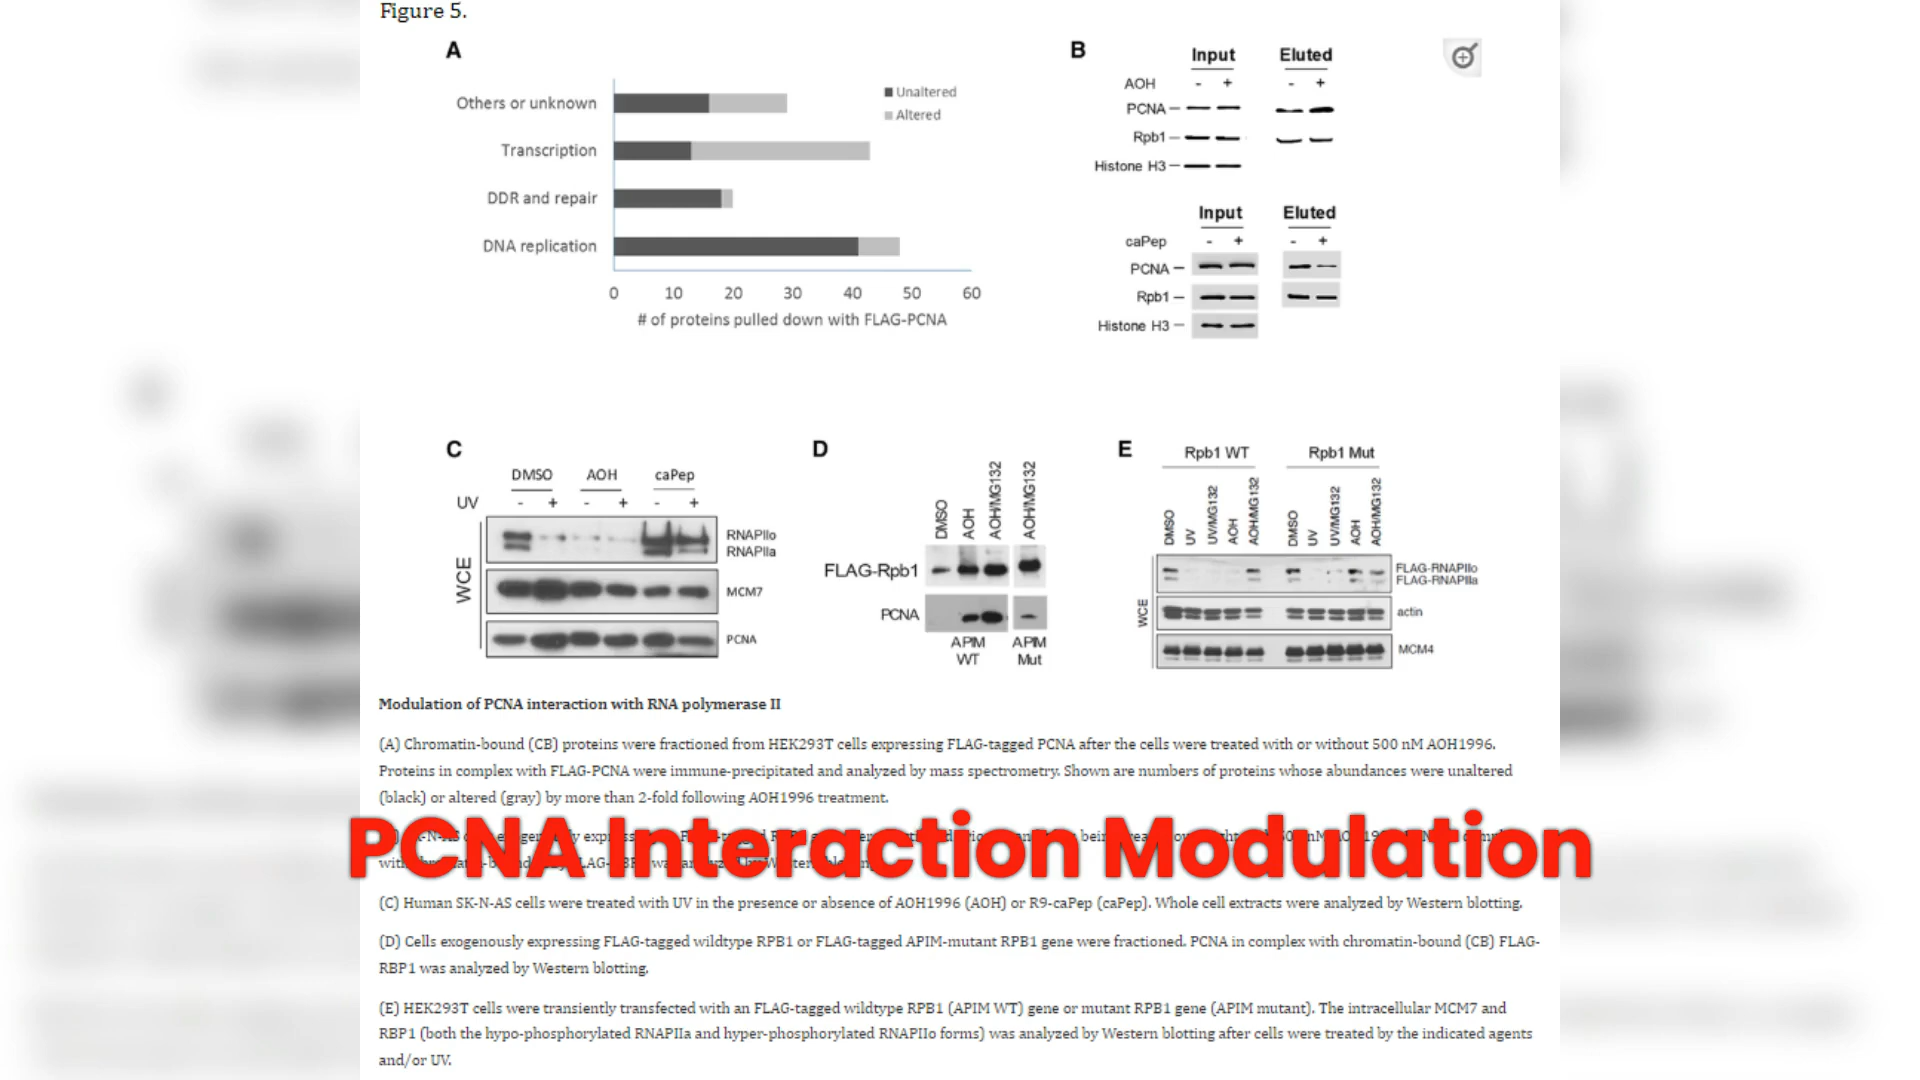 Figure 5.
A
Others or unknown
Transcription
DDR and repair
DNA replication
Unaltered
Altered
0 10 20 30 40 50 60
# of proteins pulled down with FLAG-PCNA
B
Input Eluted
AOH - + - +
PCNA
Rpb1
Histone H3
Input Eluted
caPep - + - +
PCNA
Rpb1
Histone H3
C
DMSO AOH caPep
UV - + - + - +
WCE
RNAPIIo
RNAPIIa
MCM7
PCNA
D
DMSO AOH AOH/MG132 AOH/MG132
FLAG-Rpb1
PCNA
APIM APIM
WT Mut
E
Rpb1 WT Rpb1 Mut
DMSO UV UV/MG132 AOH AOH/MG132 DMSO UV UV/MG132 AOH AOH/MG132
WCE
FLAG-RNAPIIo
FLAG-RNAPIIa
actin
MCM4
Modulation of PCNA interaction with RNA polymerase II
(A) Chromatin-bound (CB) proteins were fractioned from HEK293T cells expressing FLAG-tagged PCNA after the cells were treated with or without 500 nM AOH1996.
Proteins in complex with FLAG-PCNA were immune-precipitated and analyzed by mass spectrometry. Shown are numbers of proteins whose abundances were unaltered
(black) or altered (gray) by more than 2-fold following AOH1996 treatment.
PCNA Interaction Modulation
(C) Human SK-N-AS cells were treated with UV in the presence or absence of AOH1996 (AOH) or R9-caPep (caPep). Whole cell extracts were analyzed by Western blotting.
(D) Cells exogenously expressing FLAG-tagged wildtype RPB1 or FLAG-tagged APIM-mutant RPB1 gene were fractioned. PCNA in complex with chromatin-bound (CB) FLAG-
RBP1 was analyzed by Western blotting.
(E) HEK293T cells were transiently transfected with an FLAG-tagged wildtype RPB1 (APIM WT) gene or mutant RPB1 gene (APIM mutant). The intracellular MCM7 and
RBP1 (both the hypo-phosphorylated RNAPIIa and hyper-phosphorylated RNAPIIo forms) was analyzed by Western blotting after cells were treated by the indicated agents
and/or UV.